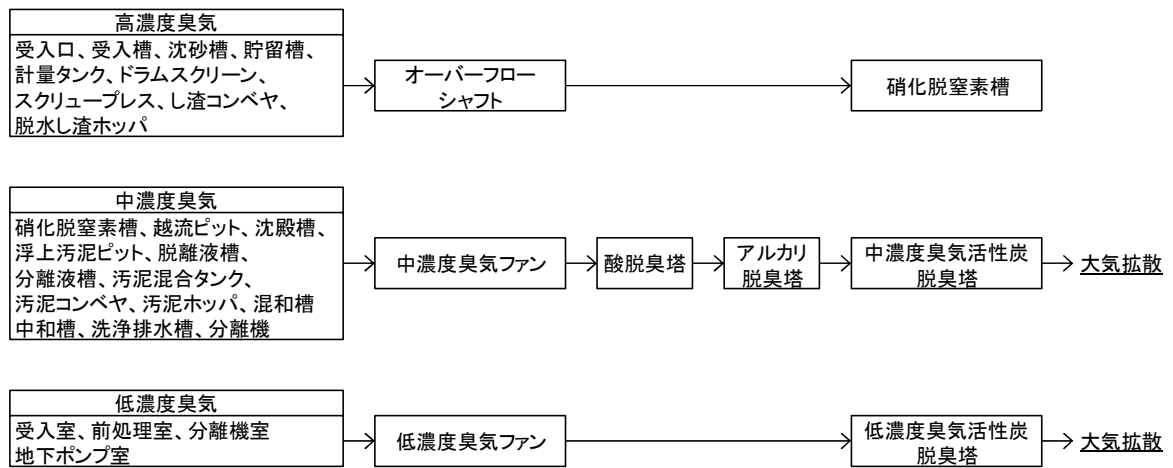 高濃度臭気
受入口、受入槽、沈砂槽、貯留槽、
計量タンク、ドラムスクリーン、
スクリュープレス、し渣コンベヤ、
脱水し渣ホッパ
オーバーフロー
シャフト
硝化脱窒素槽
中濃度臭気
硝化脱窒素槽、越流ピット、沈殿槽、
浮上汚泥ピット、脱離液槽、
分離液槽、汚泥混合タンク、
汚泥コンベヤ、汚泥ホッパ、混和槽
中和槽、洗浄排水槽、分離機
中濃度臭気ファン
酸脱臭塔
アルカリ
脱臭塔
中濃度臭気活性炭
脱臭塔
大気拡散
低濃度臭気
受入室、前処理室、分離機室
地下ポンプ室
低濃度臭気ファン
低濃度臭気活性炭
脱臭塔
大気拡散